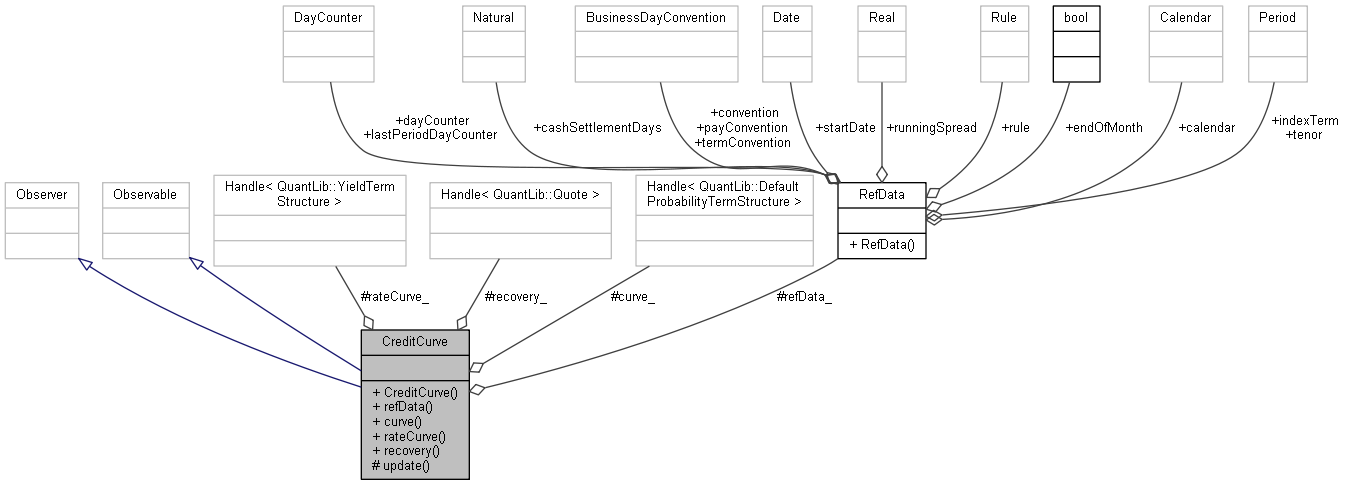 DayCounter
Natural
BusinessDayConvention
Date
Real
Rule
bool
Calendar
Period
+dayCounter
+lastPeriodDayCounter
+cashSettlementDays
+convention
+payConvention
+termConvention
+startDate
+runningSpread
+rule
+endOfMonth
+calendar
+indexTerm
+tenor
Observer
Observable
Handle< QuantLib::YieldTerm
Structure >
Handle< QuantLib::Quote >
Handle< QuantLib::Default
ProbabilityTermStructure >
RefData
+ RefData()
#rateCurve_
#recovery_
#curve_
#refData_
CreditCurve
+ CreditCurve()
+ refData()
+ curve()
+ rateCurve()
+ recovery()
# update()